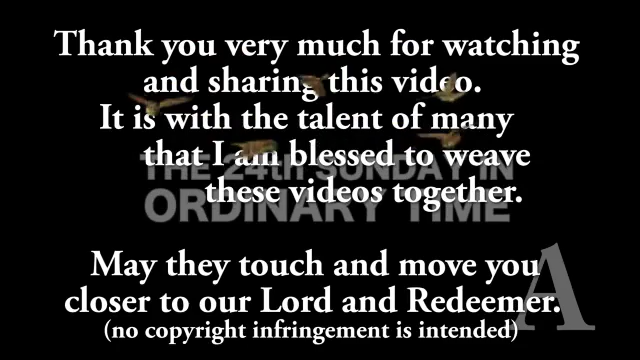 Thank you very much for watching
and sharing this video.
It is with the talent of many
that I am blessed to weave
THE 24th SUNDAY IN
these videos together.
ORDINARY TIME
May they touch and move you
closer to our Lord and Redeemer.
A
(no copyright infringement is intended)